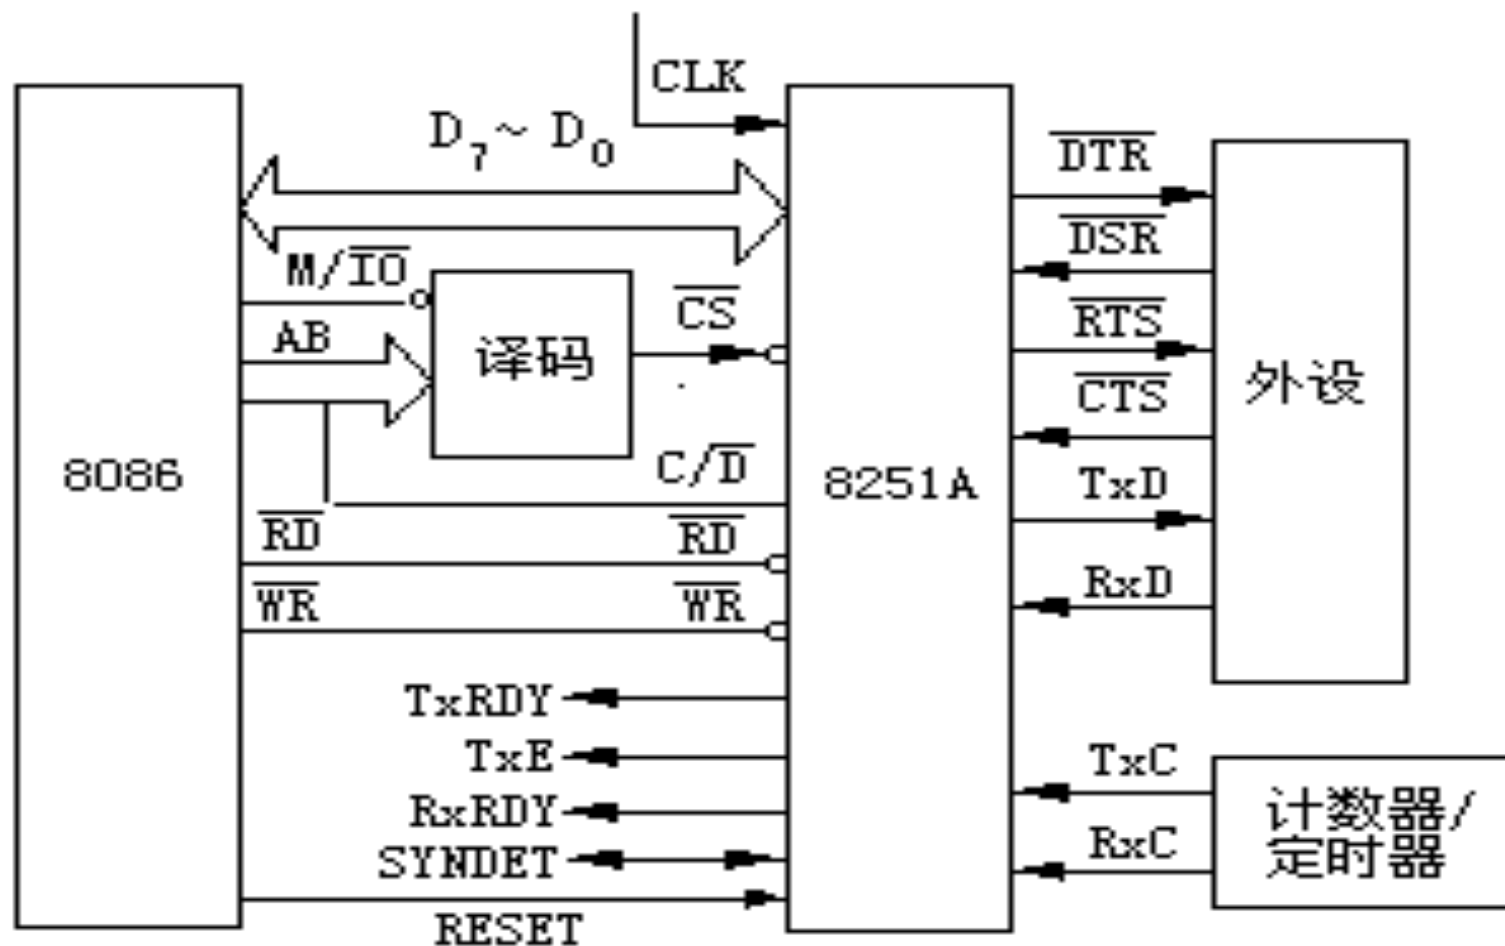 CLK
D7~ D0
M/IO
AB
译码
CS
C/D
8086
8251A
RD
RD
WR
WR
TxRDY
TxE
RxRDY
SYNDET
RESET
DTR
DSR
RTS
CTS
TxD
RxD
外设
TxC
RxC
计数器/
定时器